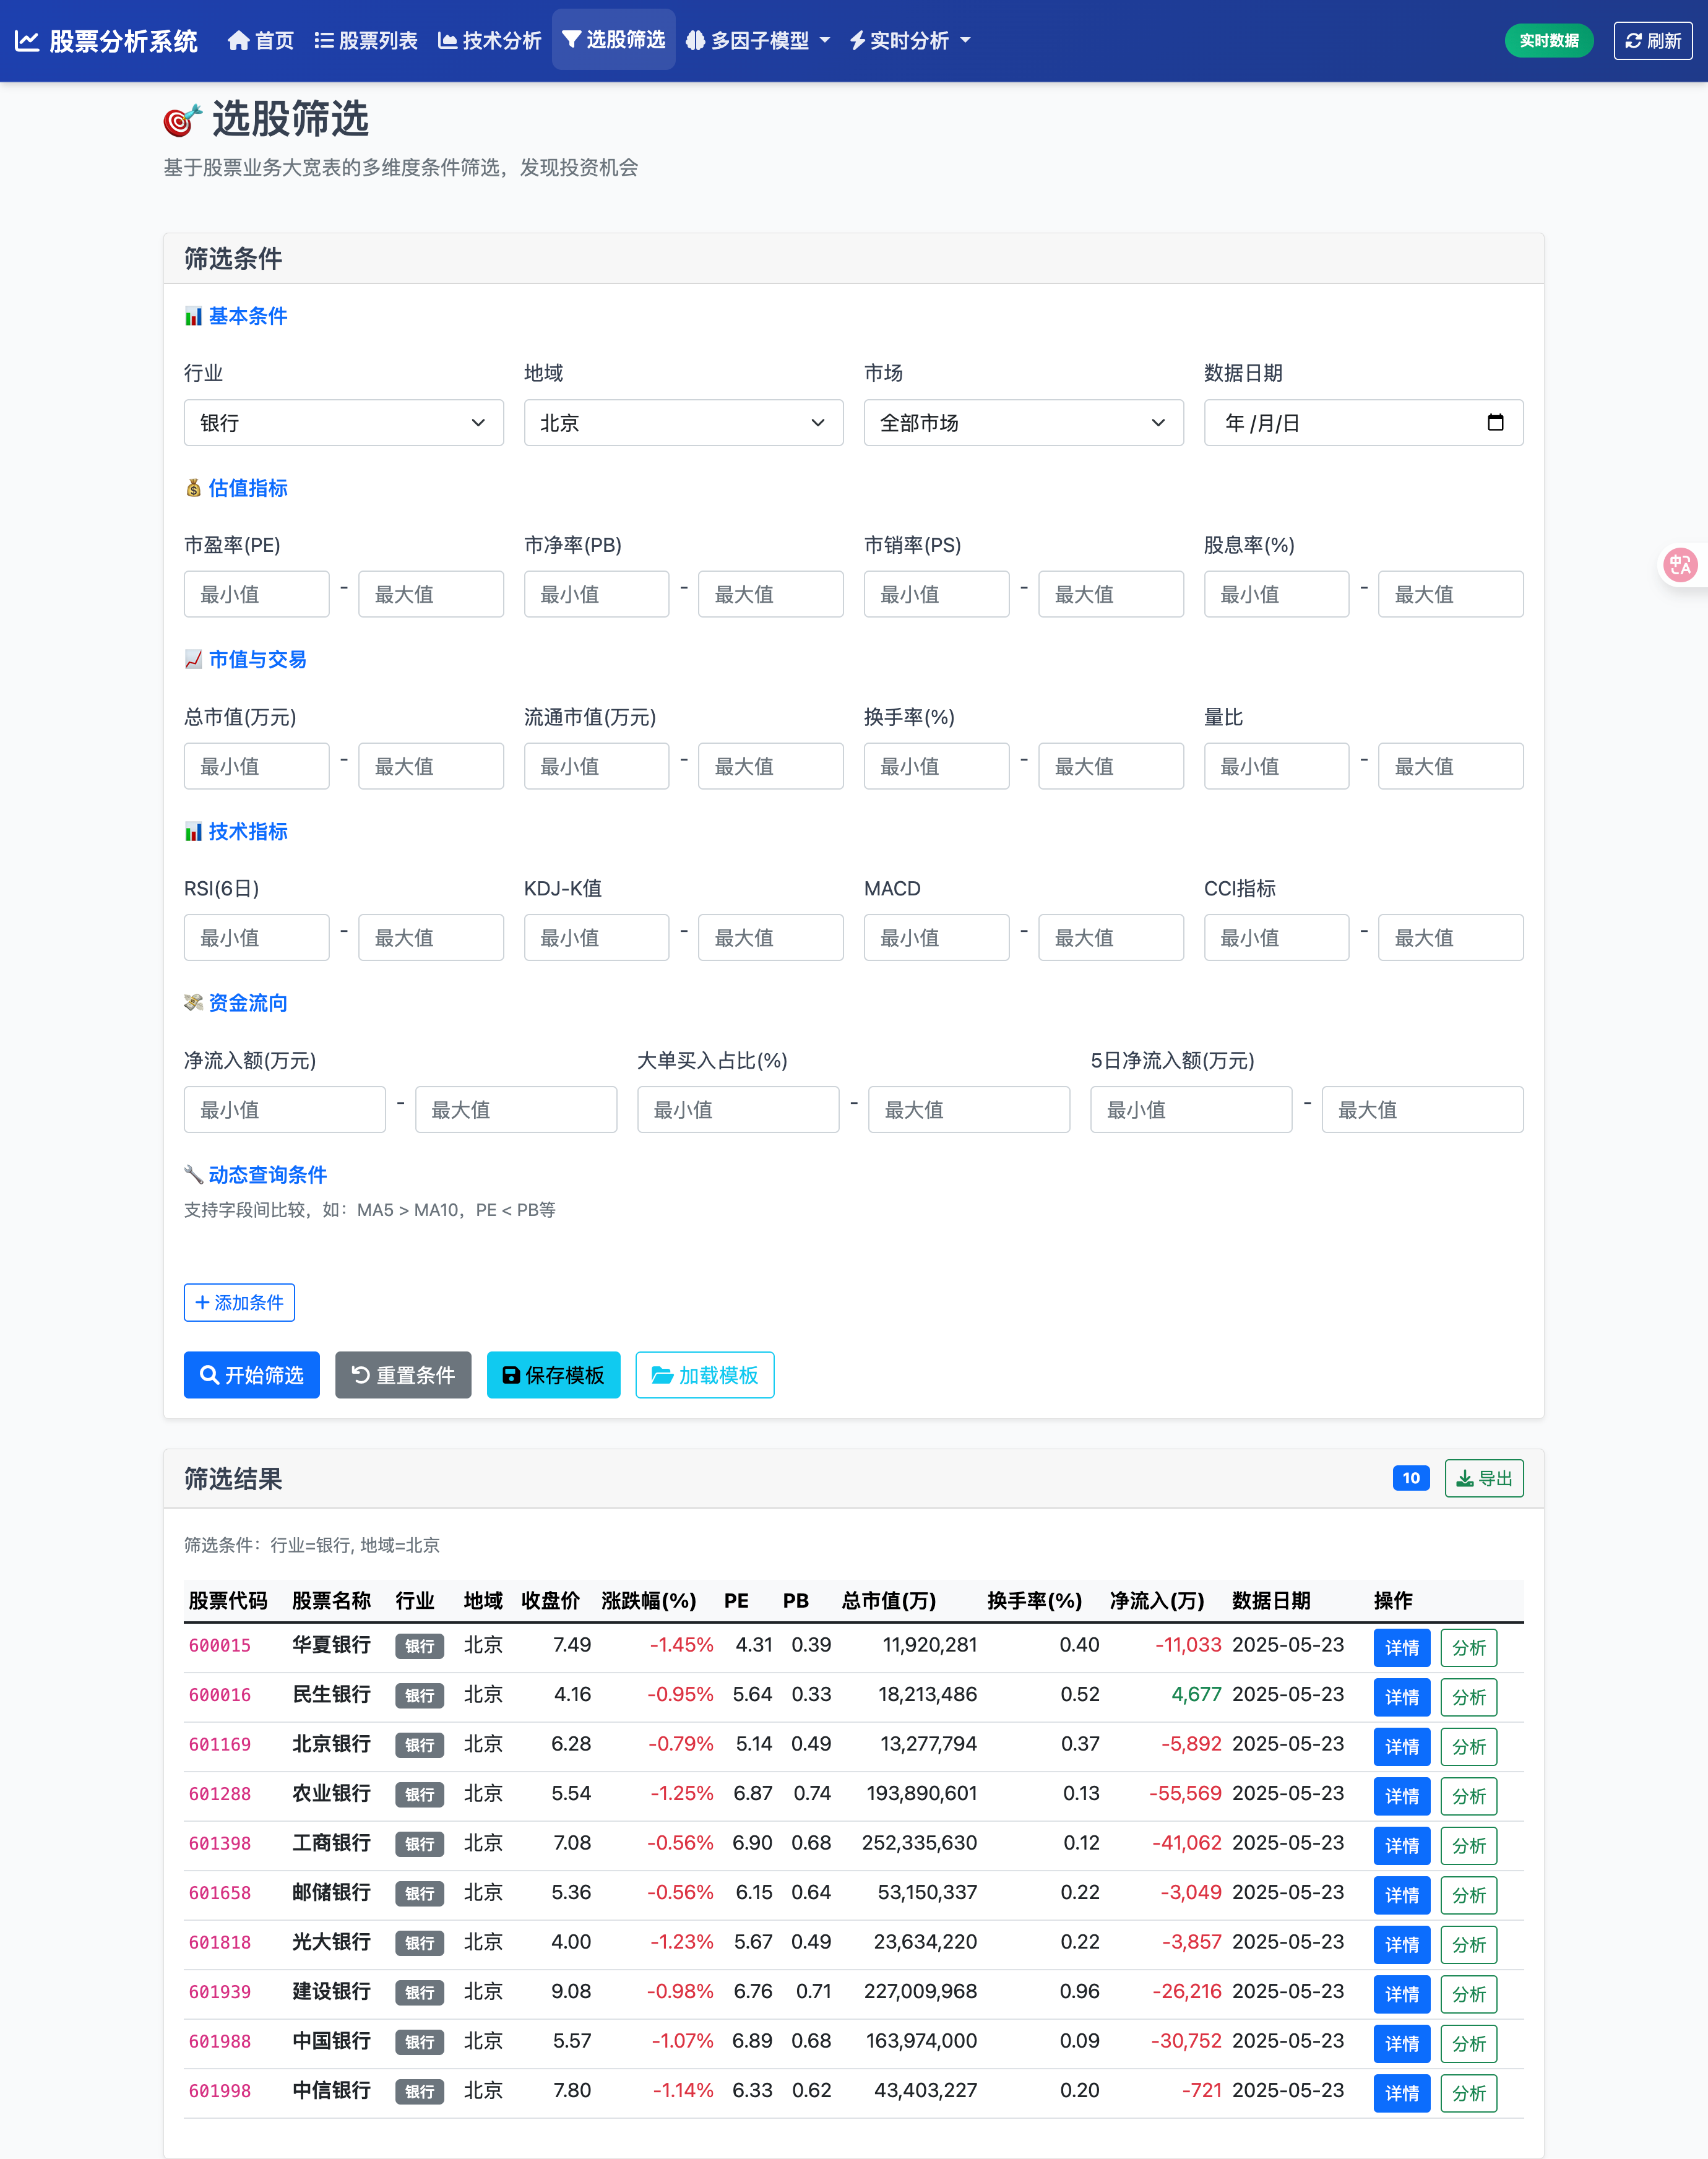 股票分析系统 首页 股票列表 技术分析 选股筛选 多因子模型 实时分析 实时数据 刷新
选股筛选
基于股票业务大宽表的多维度条件筛选，发现投资机会
筛选条件
基本条件
行业 地域 市场 数据日期
银行 北京 全部市场 年 /月/日
估值指标
市盈率(PE) 市净率(PB) 市销率(PS) 股息率(%)
最小值 - 最大值 最小值 - 最大值 最小值 - 最大值 最小值 - 最大值
中A
市值与交易
总市值(万元) 流通市值(万元) 换手率(%) 量比
最小值 - 最大值 最小值 - 最大值 最小值 - 最大值 最小值 - 最大值
技术指标
RSI(6日) KDJ-K值 MACD CCI指标
最小值 - 最大值 最小值 - 最大值 最小值 - 最大值 最小值 - 最大值
资金流向
净流入额(万元) 大单买入占比(%) 5日净流入额(万元)
最小值 - 最大值 最小值 - 最大值 最小值 - 最大值
动态查询条件
支持字段间比较，如：MA5 > MA10，PE < PB等
+ 添加条件
开始筛选 重置条件 保存模板 加载模板
筛选结果 10 导出
筛选条件：行业=银行, 地域=北京
股票代码 股票名称 行业 地域 收盘价 涨跌幅(%) PE PB 总市值(万) 换手率(%) 净流入(万) 数据日期 操作
600015 华夏银行 银行 北京 7.49 -1.45% 4.31 0.39 11,920,281 0.40 -11,033 2025-05-23 详情 分析
600016 民生银行 银行 北京 4.16 -0.95% 5.64 0.33 18,213,486 0.52 4,677 2025-05-23 详情 分析
601169 北京银行 银行 北京 6.28 -0.79% 5.14 0.49 13,277,794 0.37 -5,892 2025-05-23 详情 分析
601288 农业银行 银行 北京 5.54 -1.25% 6.87 0.74 193,890,601 0.13 -55,569 2025-05-23 详情 分析
601398 工商银行 银行 北京 7.08 -0.56% 6.90 0.68 252,335,630 0.12 -41,062 2025-05-23 详情 分析
601658 邮储银行 银行 北京 5.36 -0.56% 6.15 0.64 53,150,337 0.22 -3,049 2025-05-23 详情 分析
601818 光大银行 银行 北京 4.00 -1.23% 5.67 0.49 23,634,220 0.22 -3,857 2025-05-23 详情 分析
601939 建设银行 银行 北京 9.08 -0.98% 6.76 0.71 227,009,968 0.96 -26,216 2025-05-23 详情 分析
601988 中国银行 银行 北京 5.57 -1.07% 6.89 0.68 163,974,000 0.09 -30,752 2025-05-23 详情 分析
601998 中信银行 银行 北京 7.80 -1.14% 6.33 0.62 43,403,227 0.20 -721 2025-05-23 详情 分析